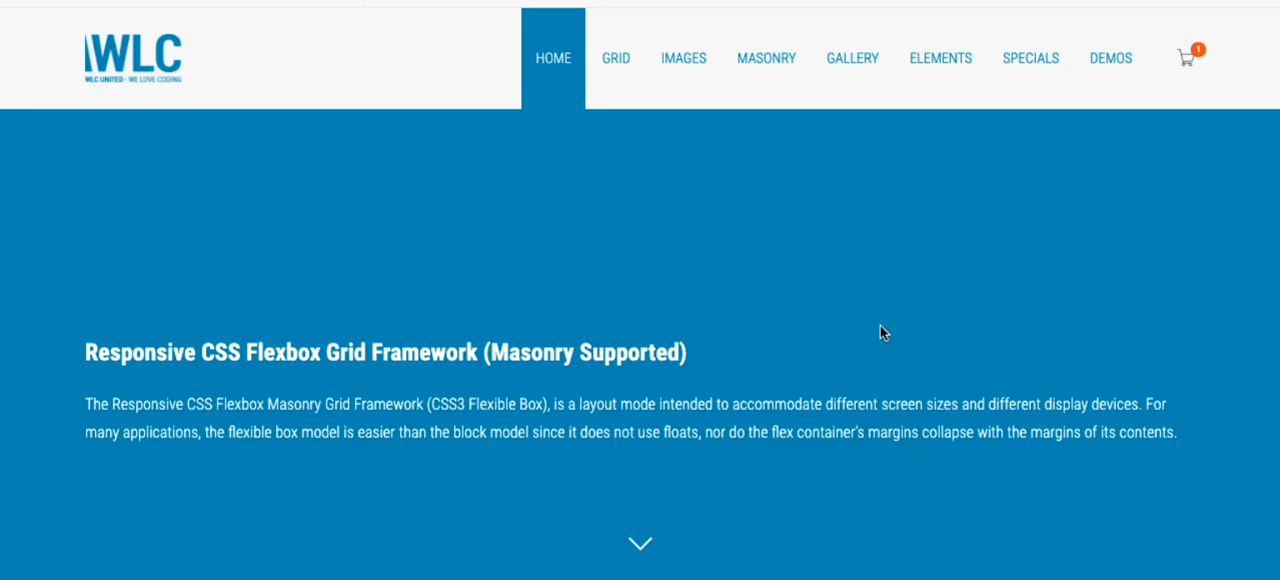 WLC
WLC UNITED - WE LOVE CODING
HOME GRID IMAGES MASONRY GALLERY ELEMENTS SPECIALS DEMOS 1
Responsive CSS Flexbox Grid Framework (Masonry Supported)
The Responsive CSS Flexbox Masonry Grid Framework (CSS3 Flexible Box), is a layout mode intended to accommodate different screen sizes and different display devices. For
many applications, the flexible box model is easier than the block model since it does not use floats, nor do the flex container's margins collapse with the margins of its contents.